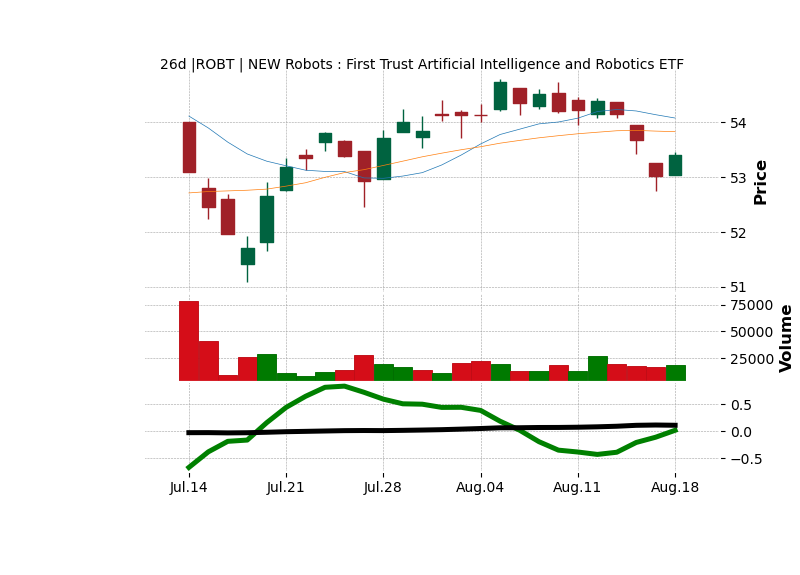 26d |ROBT | NEW Robots : First Trust Artificial Intelligence and Robotics ETF
54
53
52
51
Price
75000
50000
25000
Volume
0.5
0.0
−0.5
Jul.14 Jul.21 Jul.28 Aug.04 Aug.11 Aug.18